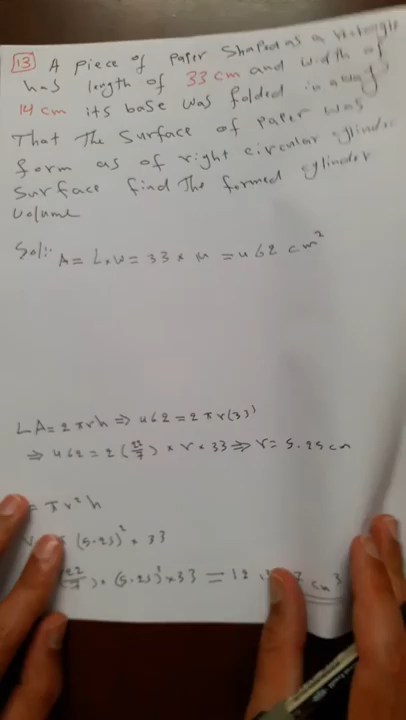 13 A piece of paper shaped as a rectangle
has length of 33 cm and width of
14 cm its base was folded in a way
That The surface of paper was
form as of right circular cylinder
surface find The formed cylinder
volume
Sol:- A = L.W = 33 × 14 = 462 cm²
LA = 2πrh ⇒ 462 = 2πr(33)
⇒ 462 = 2(22/7) × r × 33 ⇒ r = 5.25 cm
= πr²h
(5.25)² × 33
(5.25)² × 33 = cm³